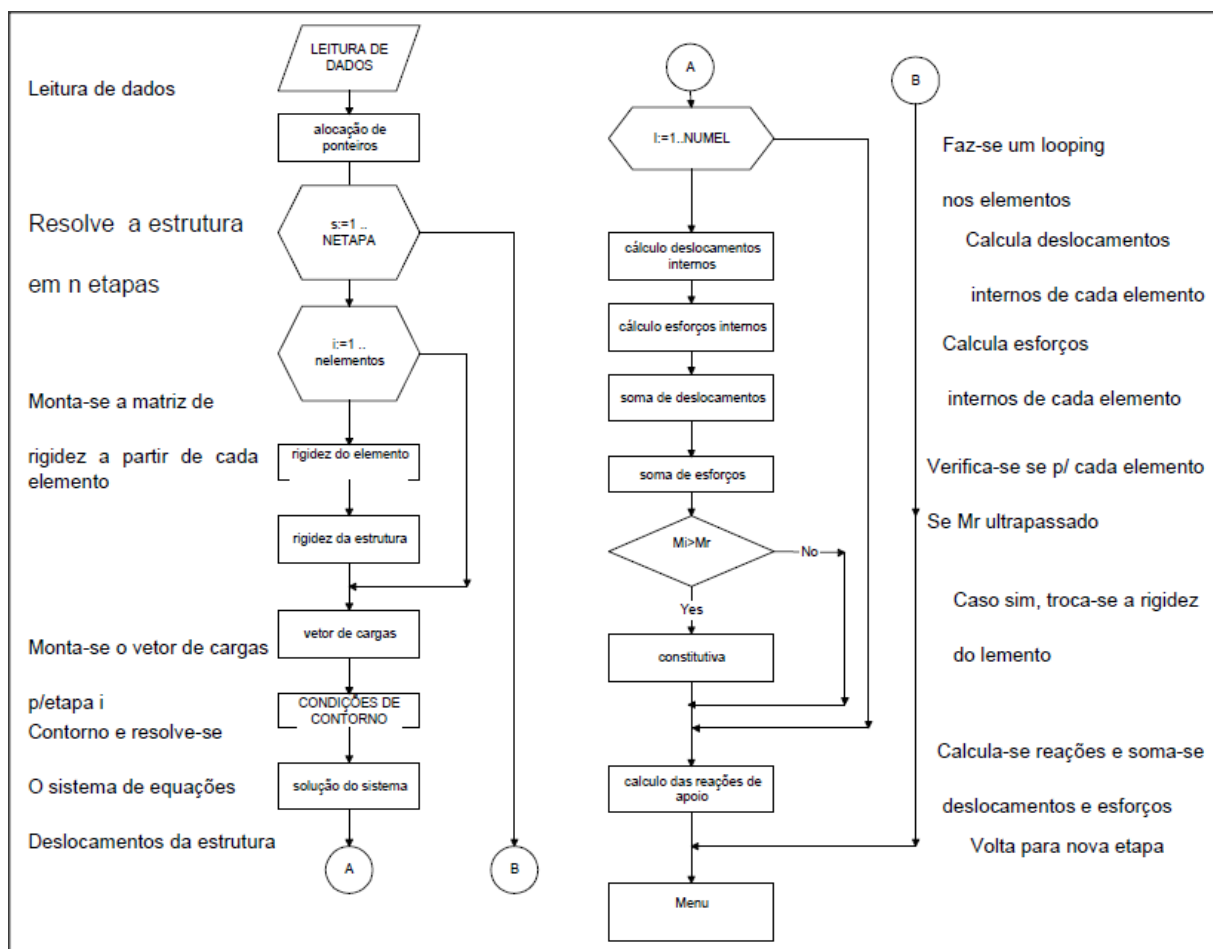 LEITURA DE
DADOS
Leitura de dados
alocação de
ponteiros
Resolve a estrutura
em n etapas
s:=1 ..
NETAPA
i:=1 ..
nelementos
Monta-se a matriz de
rigidez a partir de cada
elemento
rigidez do elemento
rigidez da estrutura
vetor de cargas
Monta-se o vetor de cargas
p/etapa i
CONDIÇÕES DE
CONTORNO
Contorno e resolve-se
O sistema de equações
solução do sistema
Deslocamentos da estrutura
A
B
A
B
I:=1..NUMEL
Faz-se um looping
nos elementos
cálculo deslocamentos
internos
Calcula deslocamentos
internos de cada elemento
cálculo esforços internos
Calcula esforços
internos de cada elemento
soma de deslocamentos
soma de esforços
Verifica-se se p/ cada elemento
Se Mr ultrapassado
Mi>Mr
No
Yes
Caso sim, troca-se a rigidez
do lemento
constitutiva
calculo das reações de
apoio
Calcula-se reações e soma-se
deslocamentos e esforços
Volta para nova etapa
Menu